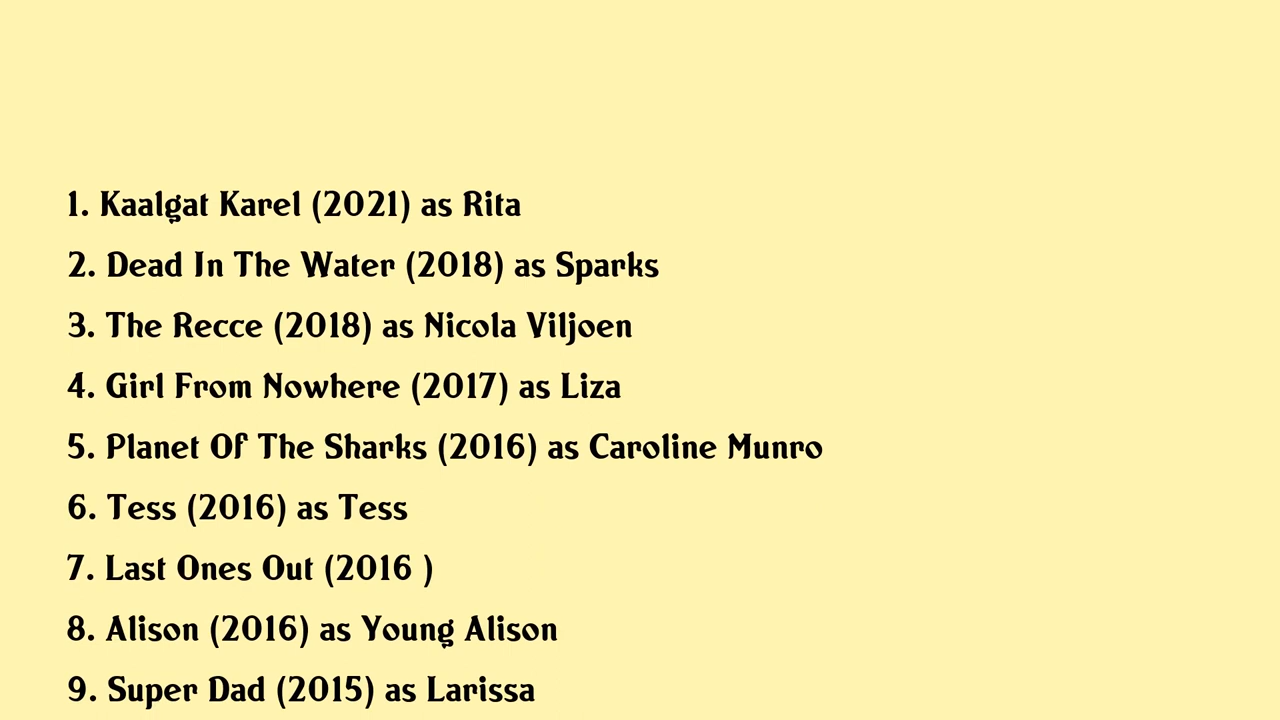 1. Kaalgat Karel (2021) as Rita
2. Dead In The Water (2018) as Sparks
3. The Recce (2018) as Nicola Viljoen
4. Girl From Nowhere (2017) as Liza
5. Planet Of The Sharks (2016) as Caroline Munro
6. Tess (2016) as Tess
7. Last Ones Out (2016 )
8. Alison (2016) as Young Alison
9. Super Dad (2015) as Larissa